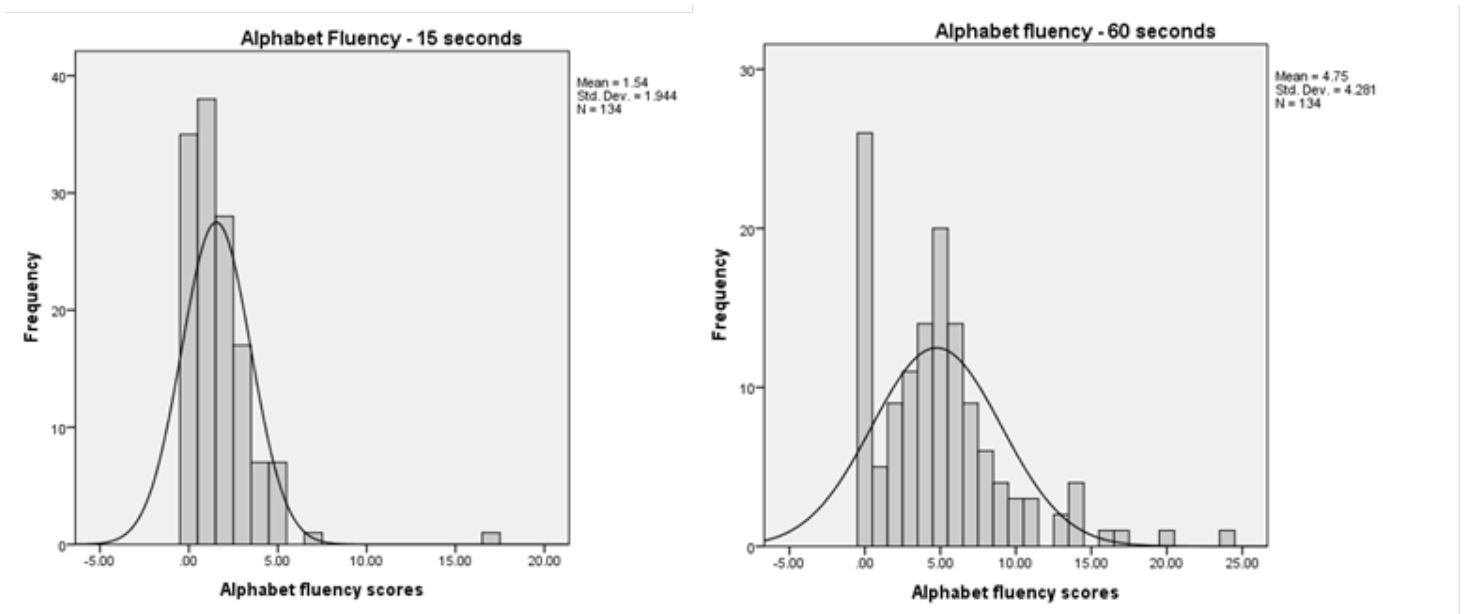 Alphabet Fluency - 15 seconds
Mean = 1.54
Std. Dev. = 1.944
N = 134
40
30
20
10
0
Frequency
-5.00 .00 5.00 10.00 15.00 20.00
Alphabet fluency scores
Alphabet fluency - 60 seconds
Mean = 4.75
Std. Dev. = 4.281
N = 134
30
20
10
0
Frequency
-5.00 .00 5.00 10.00 15.00 20.00 25.00
Alphabet fluency scores